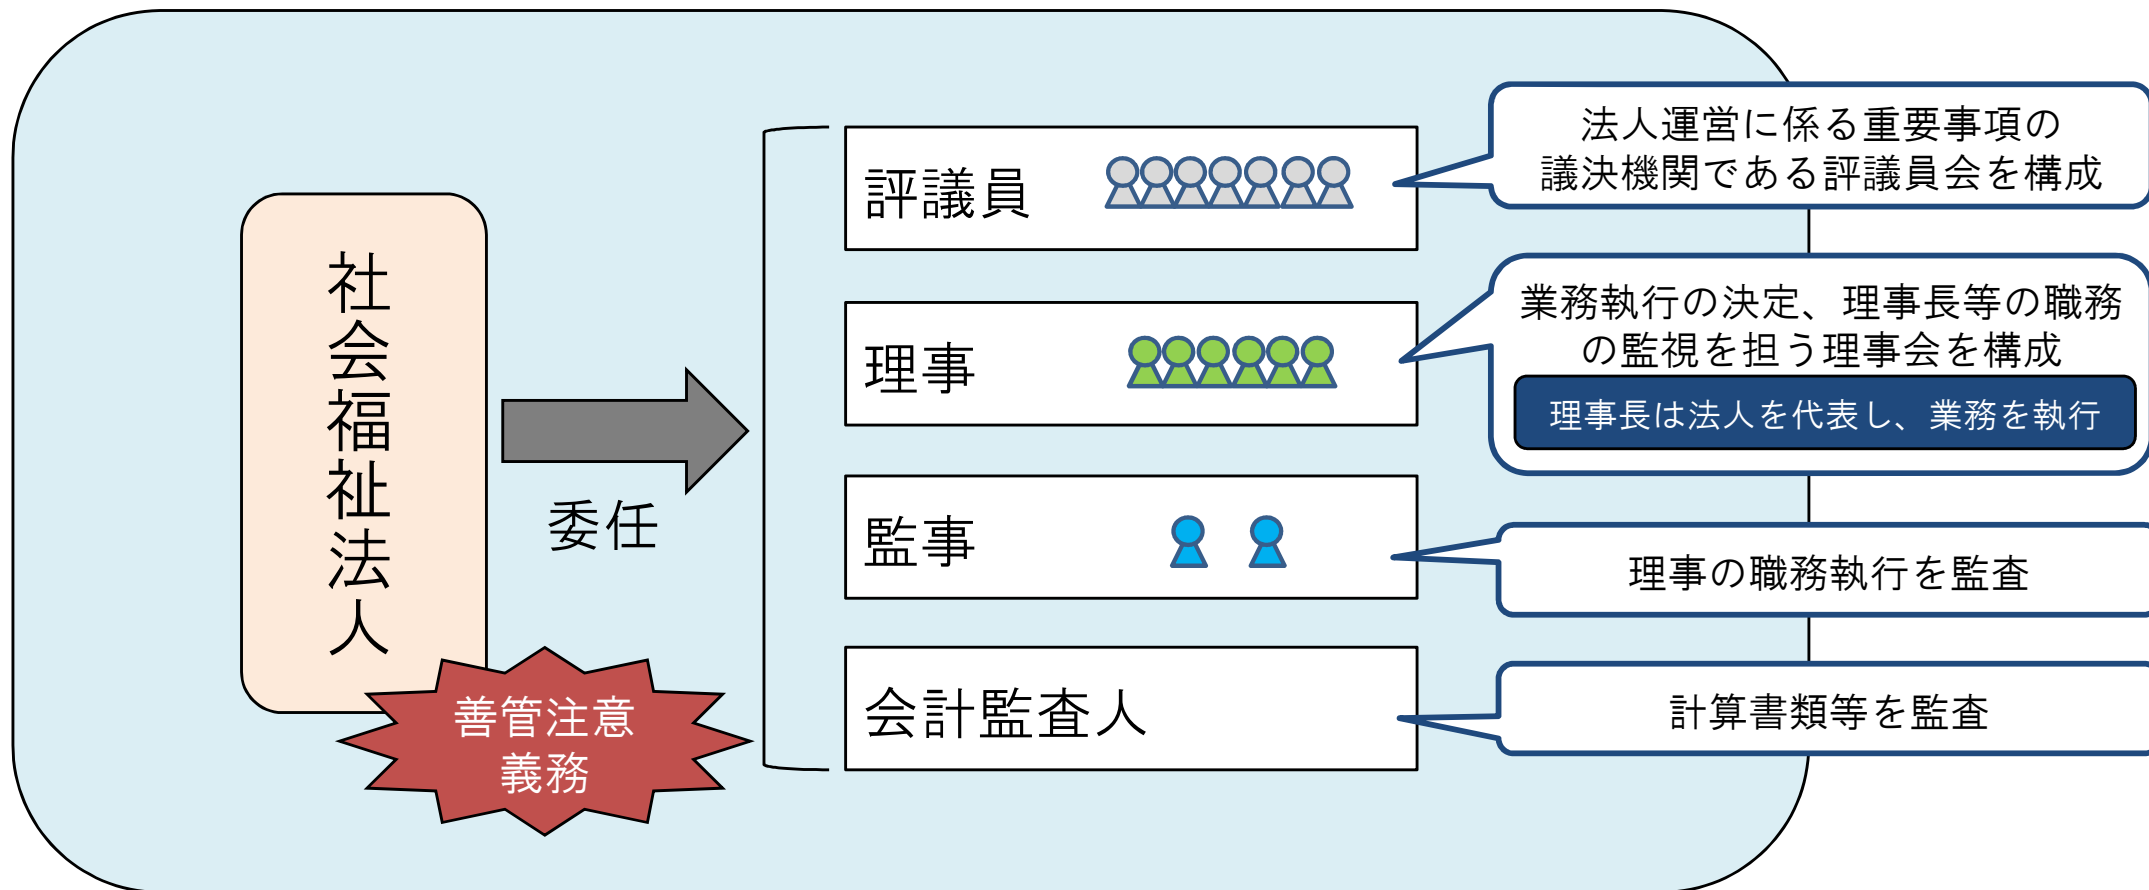 社会福祉法人
委任
善管注意
義務
評議員
法人運営に係る重要事項の
議決機関である評議員会を構成
理事
業務執行の決定、理事長等の職務
の監視を担う理事会を構成
理事長は法人を代表し、業務を執行
監事
理事の職務執行を監査
会計監査人
計算書類等を監査